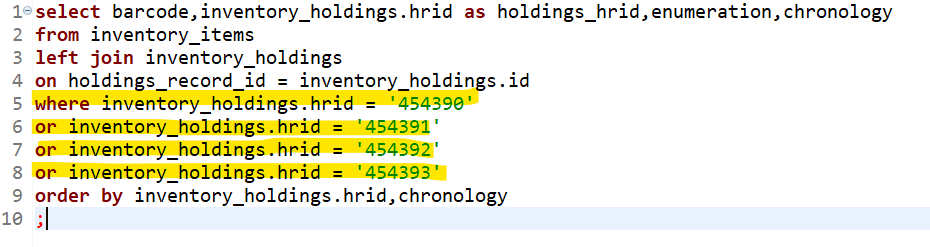 1 select barcode,inventory_holdings.hrid as holdings_hrid,enumeration,chronology
2 from inventory_items
3 left join inventory_holdings
4 on holdings_record_id = inventory_holdings.id
5 where inventory_holdings.hrid = '454390'
6 or inventory_holdings.hrid = '454391'
7 or inventory_holdings.hrid = '454392'
8 or inventory_holdings.hrid = '454393'
9 order by inventory_holdings.hrid,chronology
10 ;